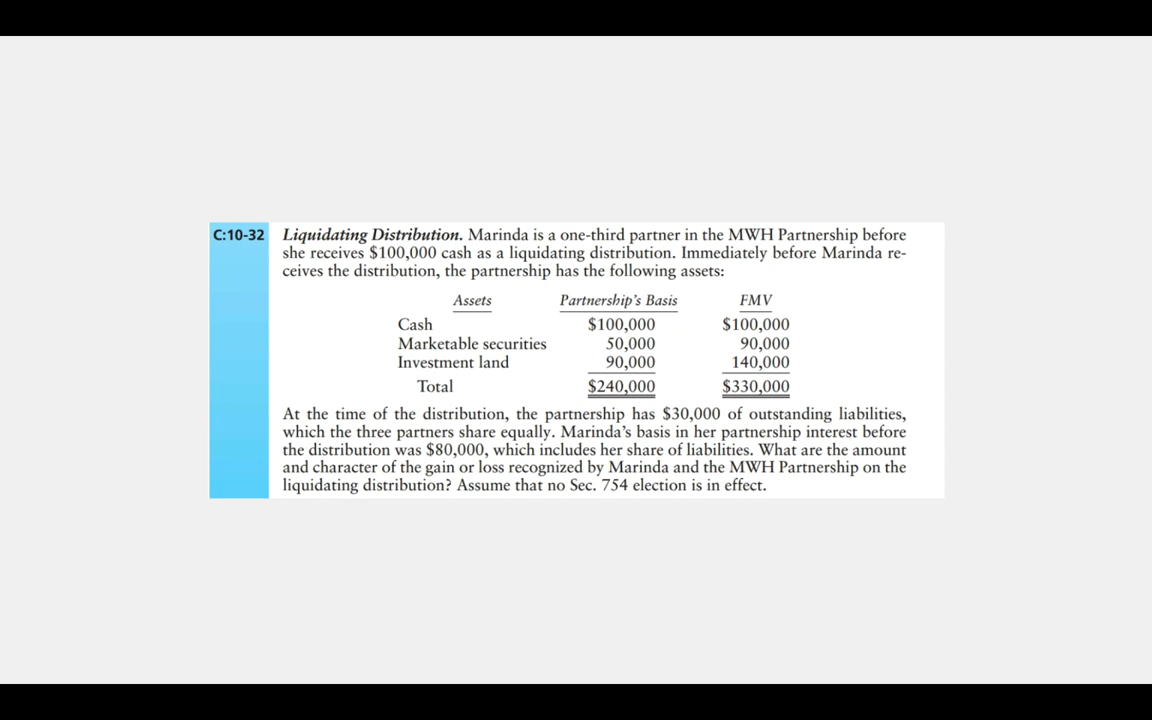 C:10-32 Liquidating Distribution. Marinda is a one-third partner in the MWH Partnership before
she receives $100,000 cash as a liquidating distribution. Immediately before Marinda re-
ceives the distribution, the partnership has the following assets:
Assets Partnership's Basis FMV
Cash $100,000 $100,000
Marketable securities 50,000 90,000
Investment land 90,000 140,000
Total $240,000 $330,000
At the time of the distribution, the partnership has $30,000 of outstanding liabilities,
which the three partners share equally. Marinda's basis in her partnership interest before
the distribution was $80,000, which includes her share of liabilities. What are the amount
and character of the gain or loss recognized by Marinda and the MWH Partnership on the
liquidating distribution? Assume that no Sec. 754 election is in effect.